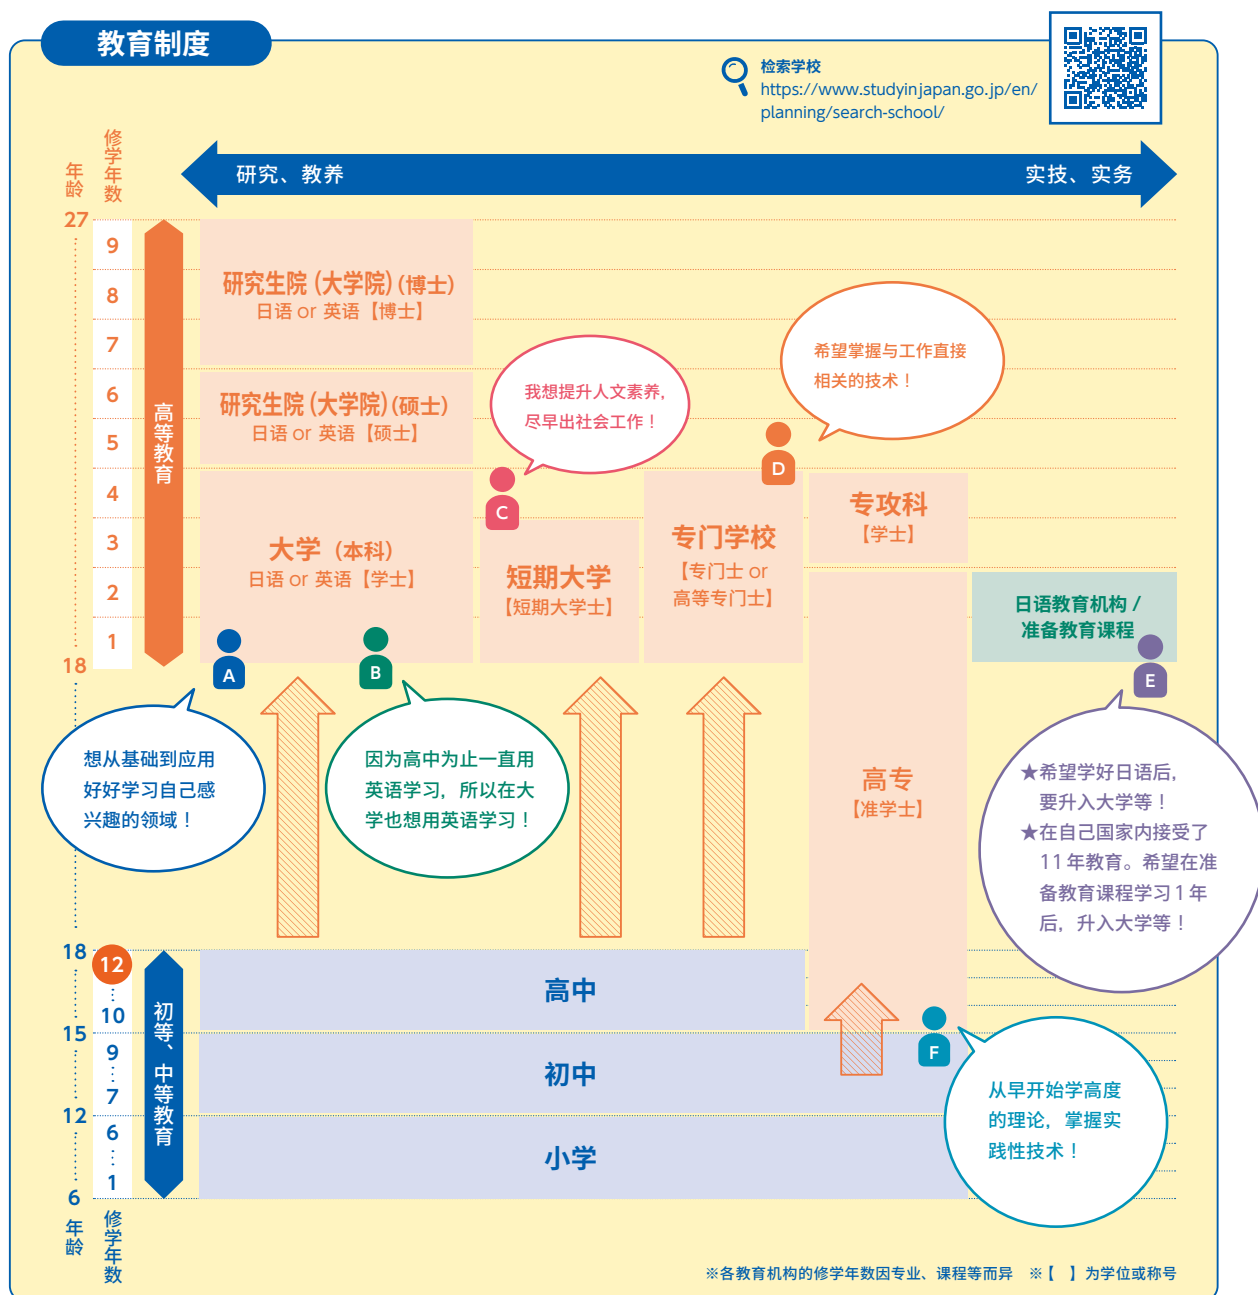 教育制度
检索学校
https://www.studyinjapan.go.jp/en/
planning/search-school/
年龄
修学年数
研究、教养
实技、实务
27
9
8
7
6
5
4
3
2
1
18
高等教育
研究生院（大学院）（博士）
日语 or 英语【博士】
研究生院（大学院）（硕士）
日语 or 英语【硕士】
大学（本科）
日语 or 英语【学士】
我想提升人文素养，
尽早出社会工作！
C
短期大学
【短期大学士】
希望掌握与工作直接
相关的技术！
D
专门学校
【专门士 or
高等专门士】
专攻科
【学士】
日语教育机构 /
准备教育课程
A
B
E
想从基础到应用
好好学习自己感
兴趣的领域！
因为高中为止一直用
英语学习，所以在大
学也想用英语学习！
高专
【准学士】
★希望学好日语后，
要升入大学等！
★在自己国家内接受了
11 年教育。希望在准
备教育课程学习 1 年
后，升入大学等！
18
12
10
15
9
7
12
6
1
6
初等、中等教育
高中
初中
小学
F
从早开始学高度
的理论，掌握实
践性技术！
年龄
修学年数
※各教育机构的修学年数因专业、课程等而异　※【　】为学位或称号